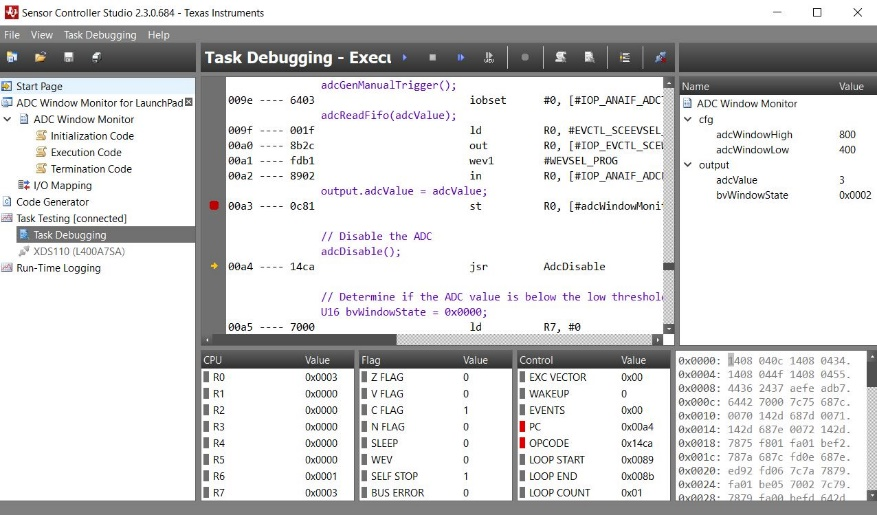 Sensor Controller Studio 2.3.0.684 - Texas Instruments
File View Task Debugging Help
Task Debugging - Execu
Start Page
ADC Window Monitor for LaunchPad
ADC Window Monitor
Initialization Code
Execution Code
Termination Code
I/O Mapping
Code Generator
Task Testing [connected]
Task Debugging
XDS110 (L400A7SA)
Run-Time Logging
adcGenManualTrigger();
009e ---- 6403 iobset #0, [#IOP_ANAIF_ADC
adcReadFifo(adcValue);
009f ---- 001f ld R0, #EVCTL_SCEEVSEL_
00a0 ---- 8b2c out R0, [#IOP_EVCTL_SCE
00a1 ---- fdb1 wev1 #WEVSEL_PROG
00a2 ---- 8902 in R0, [#IOP_ANAIF_ADC
output.adcValue = adcValue;
00a3 ---- 0c81 st R0, [#adcWindowMoni
// Disable the ADC
adcDisable();
00a4 ---- 14ca jsr AdcDisable
// Determine if the ADC value is below the low threshol
U16 bvWindowState = 0x0000;
00a5 ---- 7000 ld R7, #0
Name Value
ADC Window Monitor
cfg
adcWindowHigh 800
adcWindowLow 400
output
adcValue 3
bvWindowState 0x0002
CPU Value
R0 0x0003
R1 0x0000
R2 0x0000
R3 0x0000
R4 0x0000
R5 0x0000
R6 0x0001
R7 0x0003
Flag Value
Z FLAG 0
V FLAG 0
C FLAG 1
N FLAG 0
SLEEP 0
WEV 0
SELF STOP 1
BUS ERROR 0
Control Value
EXC VECTOR 0x00
WAKEUP 0
EVENTS 0x00
PC 0x00a4
OPCODE 0x14ca
LOOP START 0x0089
LOOP END 0x008b
LOOP COUNT 0x01
0x0000: 1408 040c 1408 0434.
0x0004: 1408 044f 1408 0455.
0x0008: 4436 2437 aefe adb7.
0x000c: 6442 7000 7c75 687c.
0x0010: 0070 142d 687d 0071.
0x0014: 142d 687e 0072 142d.
0x0018: 7875 f801 fa01 bef2.
0x001c: 787a 687c fd0e 687e.
0x0020: ed92 fd06 7c7a 7879.
0x0024: fa01 be05 7002 7c79.
0x0028: 7879 fa00 befd 642d